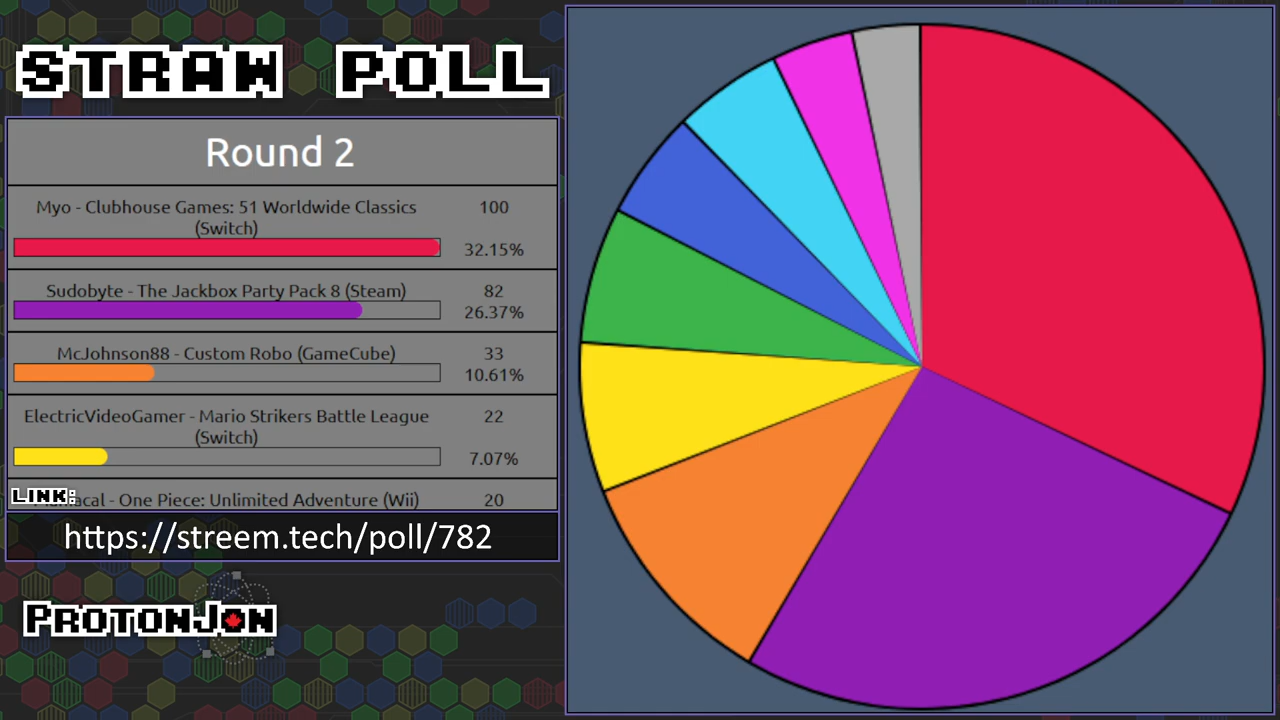 STRAW POLL
Round 2
Myo - Clubhouse Games: 51 Worldwide Classics
(Switch)
100
32.15%
Sudobyte - The Jackbox Party Pack 8 (Steam)
82
26.37%
McJohnson88 - Custom Robo (GameCube)
33
10.61%
ElectricVideoGamer - Mario Strikers Battle League
(Switch)
22
7.07%
LINK:
acal - One Piece: Unlimited Adventure (Wii)
20
https://streem.tech/poll/782
PROTONJON